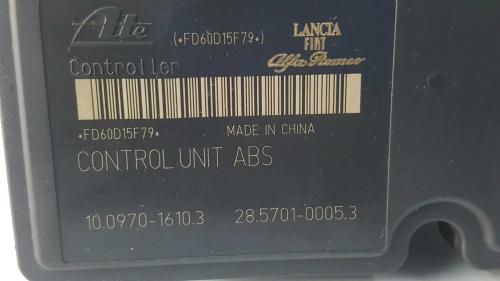 Ate (*FD60D15F79*) LANCIA
FIAT
Controller Alfa Romeo
*FD60D15F79* MADE IN CHINA
CONTROL UNIT ABS
10.0970-1610.3 28.5701-0005.3